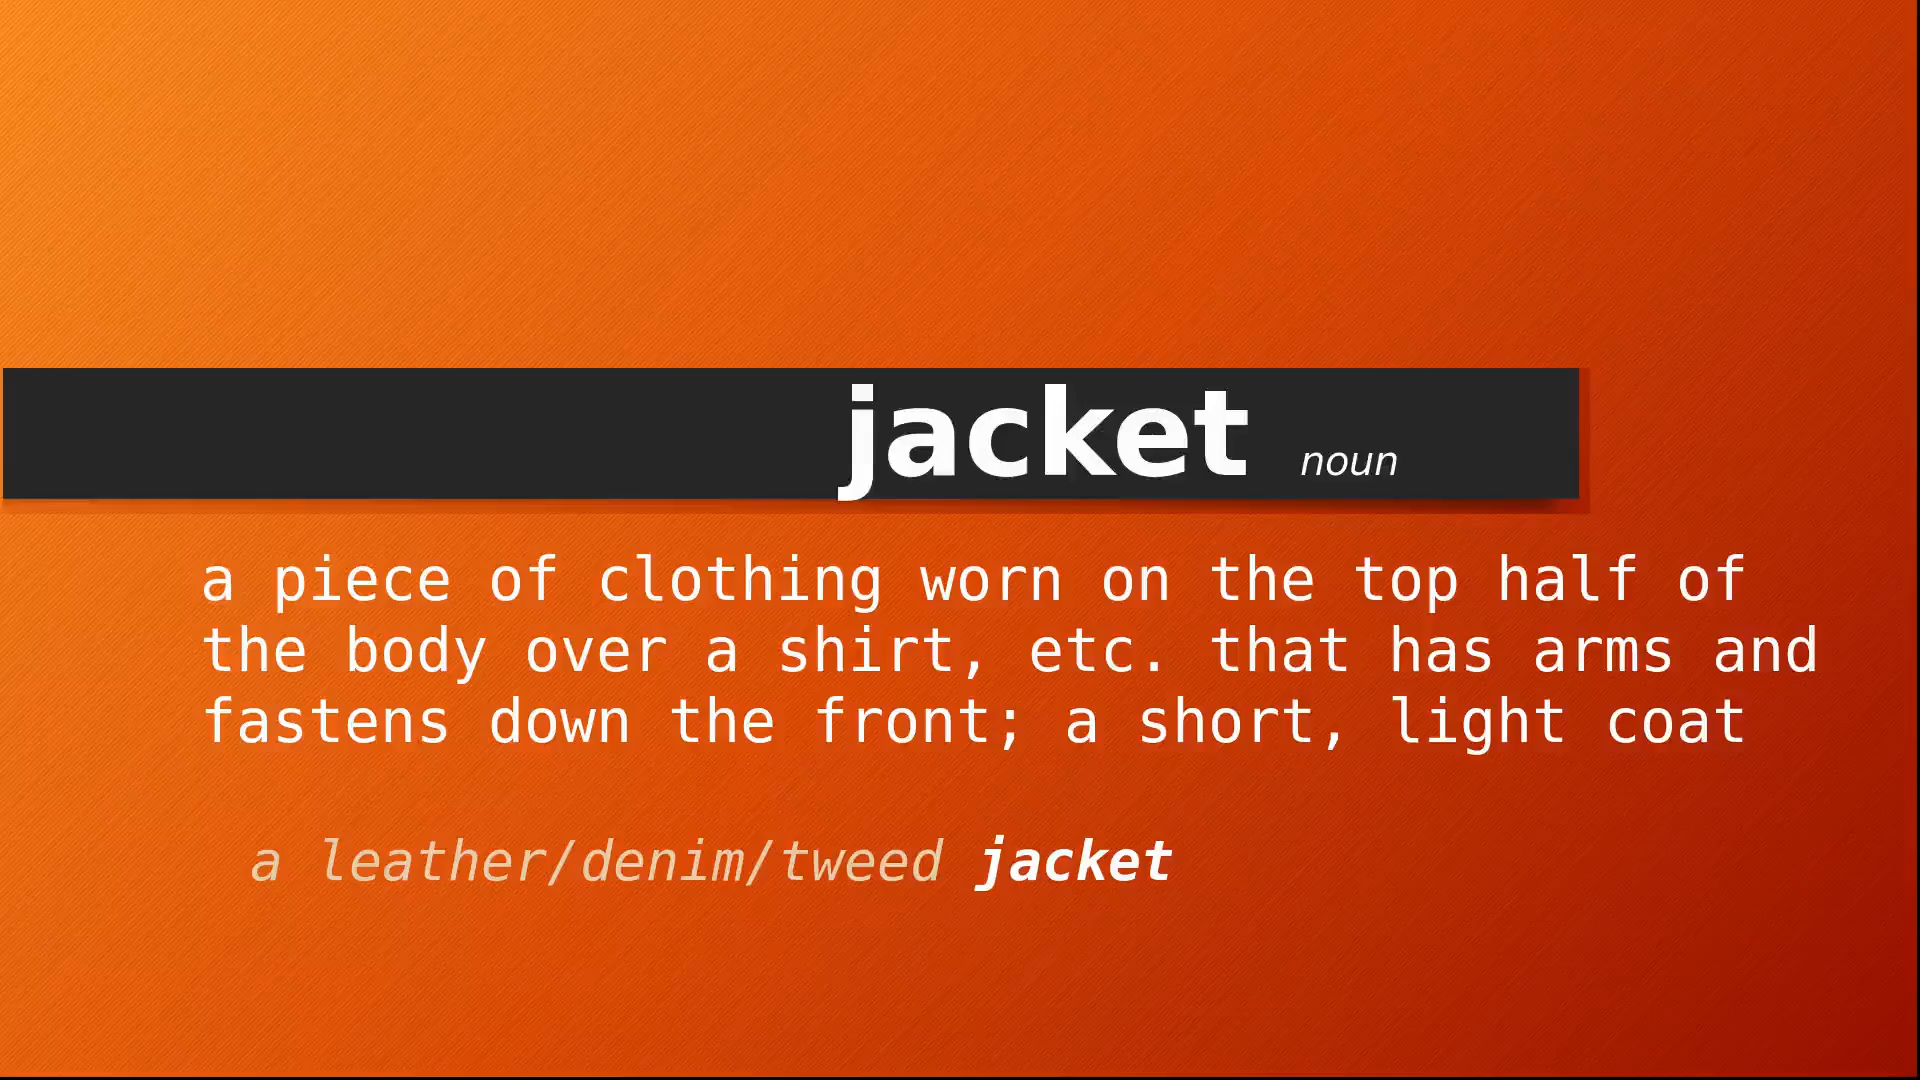 jacket noun
a piece of clothing worn on the top half of
the body over a shirt, etc. that has arms and
fastens down the front; a short, light coat
a leather/denim/tweed jacket